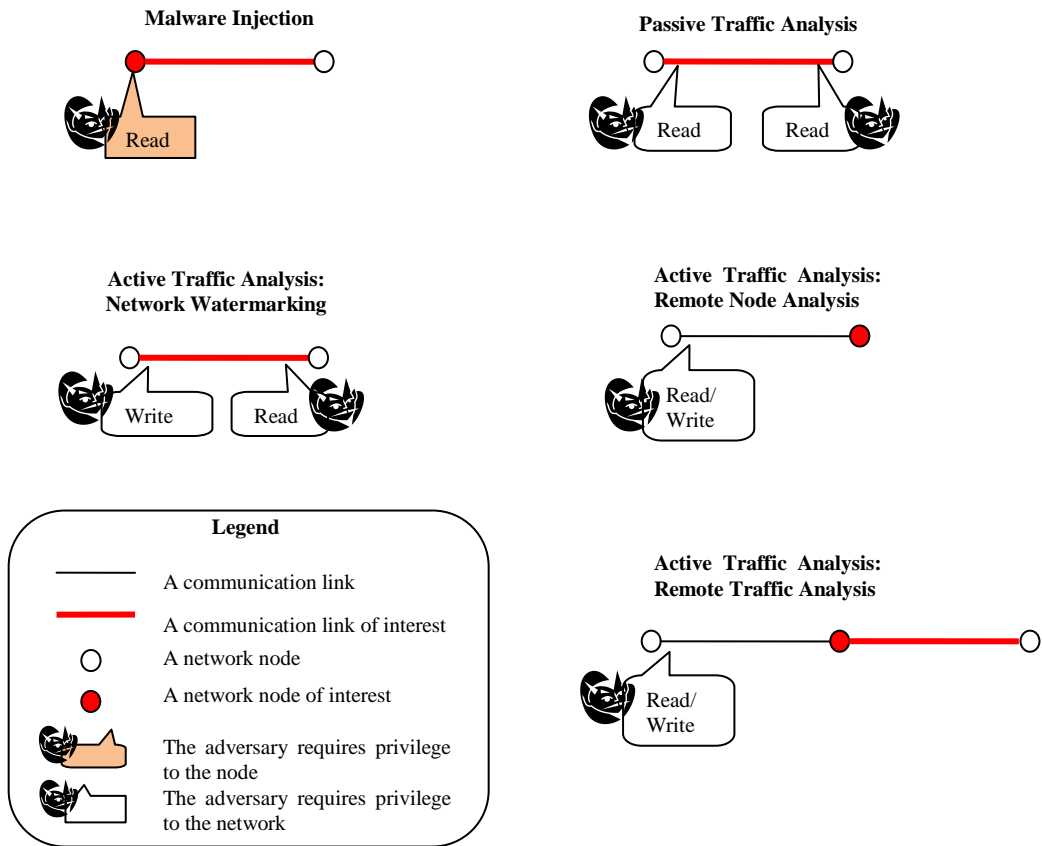 Malware Injection
Read
Passive Traffic Analysis
Read
Read
Active Traffic Analysis:
Network Watermarking
Write
Read
Active Traffic Analysis:
Remote Node Analysis
Read/
Write
Legend
A communication link
A communication link of interest
A network node
A network node of interest
The adversary requires privilege
to the node
The adversary requires privilege
to the network
Active Traffic Analysis:
Remote Traffic Analysis
Read/
Write